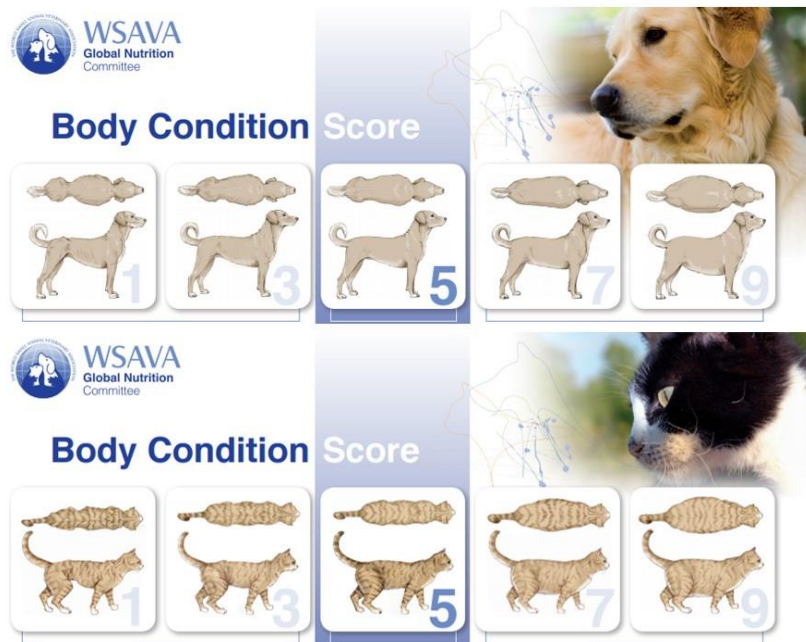 WSAVA
Global Nutrition
Committee
Body Condition Score
1
3
5
7
9
WSAVA
Global Nutrition
Committee
Body Condition Score
1
3
5
7
9